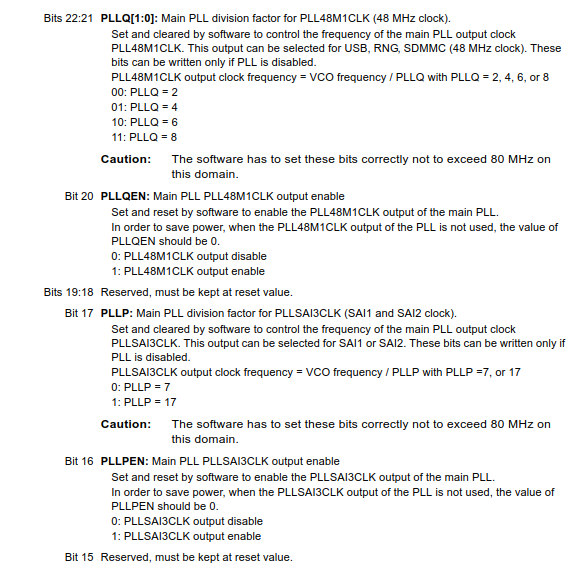 Bits 22:21 PLLQ[1:0]: Main PLL division factor for PLL48M1CLK (48 MHz clock).
Set and cleared by software to control the frequency of the main PLL output clock
PLL48M1CLK. This output can be selected for USB, RNG, SDMMC (48 MHz clock). These
bits can be written only if PLL is disabled.
PLL48M1CLK output clock frequency = VCO frequency / PLLQ with PLLQ = 2, 4, 6, or 8
00: PLLQ = 2
01: PLLQ = 4
10: PLLQ = 6
11: PLLQ = 8
Caution: The software has to set these bits correctly not to exceed 80 MHz on
this domain.
Bit 20 PLLQEN: Main PLL PLL48M1CLK output enable
Set and reset by software to enable the PLL48M1CLK output of the main PLL.
In order to save power, when the PLL48M1CLK output of the PLL is not used, the value of
PLLQEN should be 0.
0: PLL48M1CLK output disable
1: PLL48M1CLK output enable
Bits 19:18 Reserved, must be kept at reset value.
Bit 17 PLLP: Main PLL division factor for PLLSAI3CLK (SAI1 and SAI2 clock).
Set and cleared by software to control the frequency of the main PLL output clock
PLLSAI3CLK. This output can be selected for SAI1 or SAI2. These bits can be written only if
PLL is disabled.
PLLSAI3CLK output clock frequency = VCO frequency / PLLP with PLLP =7, or 17
0: PLLP = 7
1: PLLP = 17
Caution: The software has to set these bits correctly not to exceed 80 MHz on
this domain.
Bit 16 PLLPEN: Main PLL PLLSAI3CLK output enable
Set and reset by software to enable the PLLSAI3CLK output of the main PLL.
In order to save power, when the PLLSAI3CLK output of the PLL is not used, the value of
PLLPEN should be 0.
0: PLLSAI3CLK output disable
1: PLLSAI3CLK output enable
Bit 15 Reserved, must be kept at reset value.